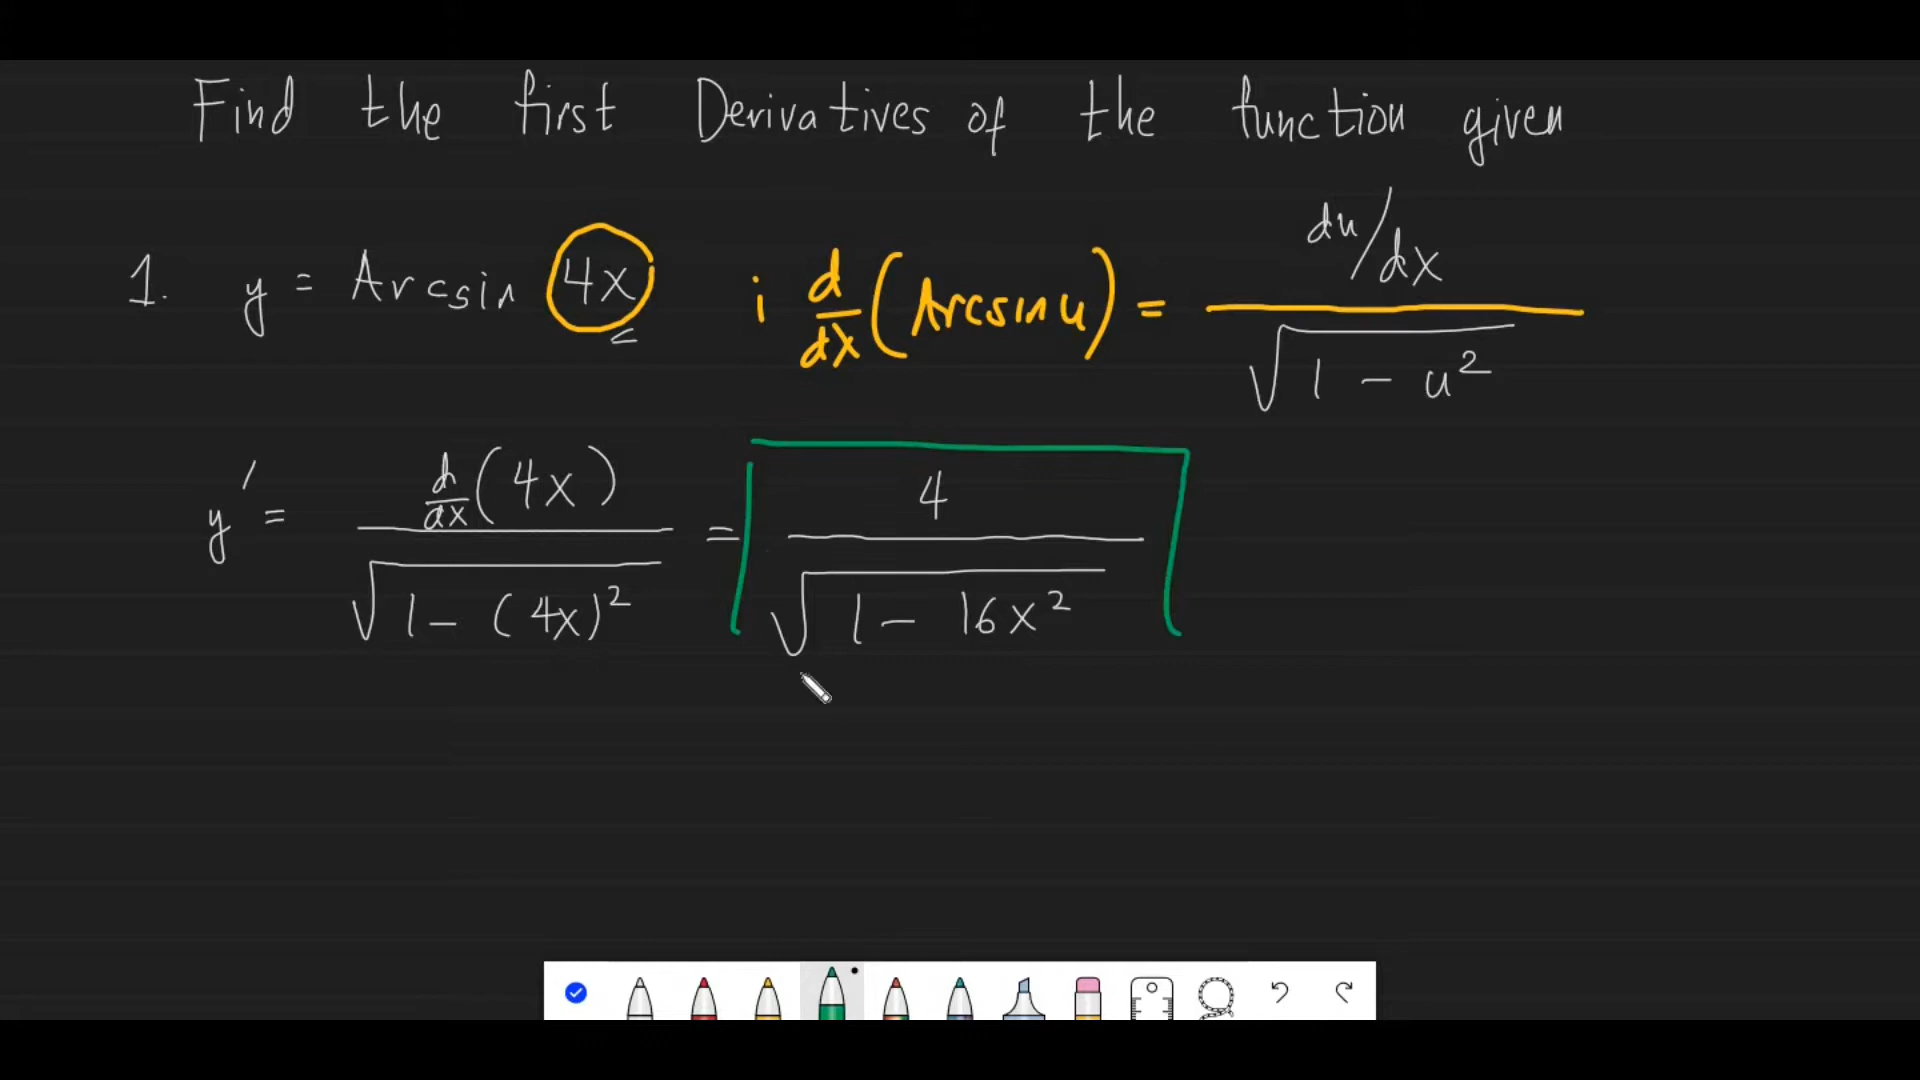 Find the first Derivatives of the function given
1. y = Arcsin 4x ; d/dx (Arcsin u) = du/dx / √(1 - u²)
y' = d/dx (4x) / √(1 - (4x)²) = 4 / √(1 - 16x²)